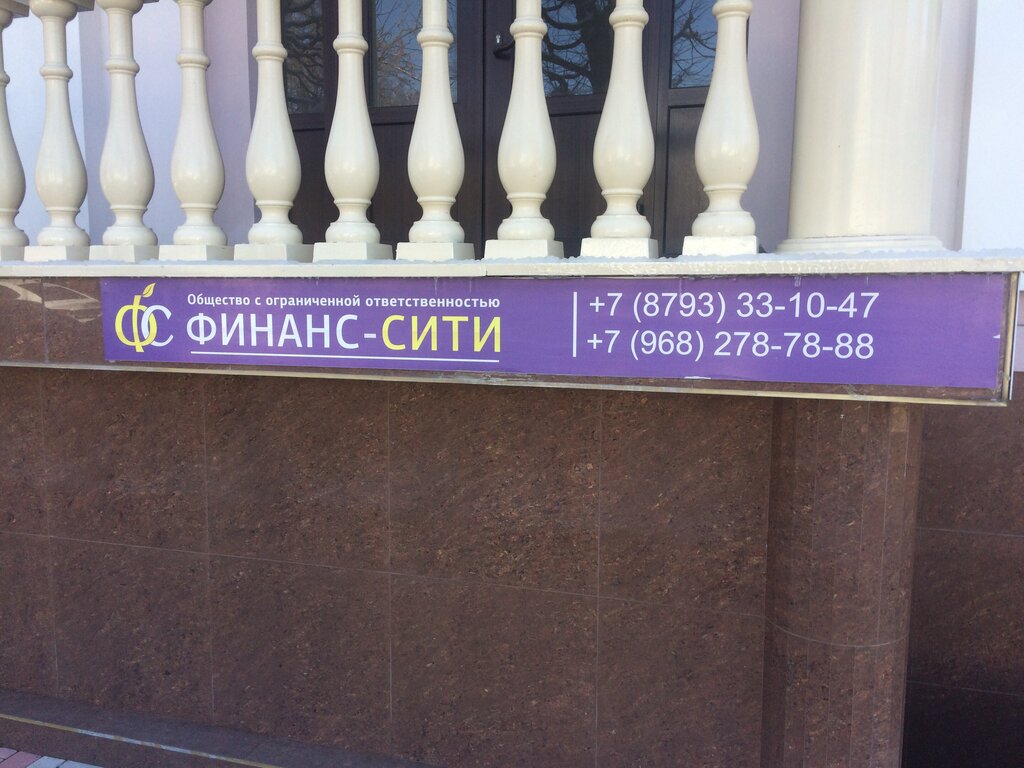 ФС
Общество с ограниченной ответственностью
ФИНАНС-СИТИ
+7 (8793) 33-10-47
+7 (968) 278-78-88